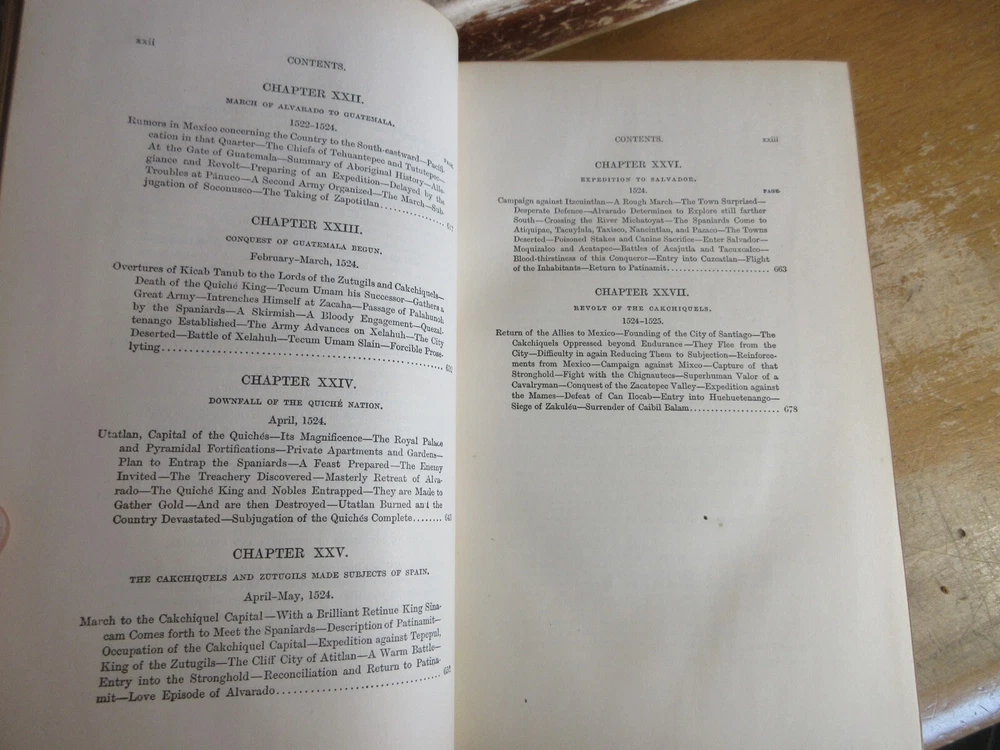 xxii
CONTENTS.
CHAPTER XXII.
MARCH OF ALVARADO TO GUATEMALA.
1522–1524.
PAGE.
Rumors in Mexico concerning the Country to the South-eastward—Pacifi-
cation in that Quarter—The Chiefs of Tehuantepec and Tututepec—
At the Gate of Guatemala—Summary of Aboriginal History—Alle-
giance and Revolt—Preparing of an Expedition—Delayed by the
Troubles at Pánuco—A Second Army Organized—The March—Sub-
jugation of Soconusco—The Taking of Zapotitlan
CHAPTER XXIII.
CONQUEST OF GUATEMALA BEGUN.
February–March, 1524.
Overtures of Kicab Tanub to the Lords of the Zutugils and Cakchiquels—
Death of the Quiché King—Tecum Umam his Successor—Gathers a
Great Army—Intrenches Himself at Zacaha—Passage of Palahunoh
by the Spaniards—A Skirmish—A Bloody Engagement—Quezal-
tenango Established—The Army Advances on Xelahuh—The City
Deserted—Battle of Xelahuh—Tecum Umam Slain—Forcible Prose-
lyting
CHAPTER XXIV.
DOWNFALL OF THE QUICHÉ NATION.
April, 1524.
Utatlan, Capital of the Quichés—Its Magnificence—The Royal Palace
and Pyramidal Fortifications—Private Apartments and Gardens—
Plan to Entrap the Spaniards—A Feast Prepared—The Enemy
Invited—The Treachery Discovered—Masterly Retreat of Alva-
rado—The Quiché King and Nobles Entrapped—They are Made to
Gather Gold—And are then Destroyed—Utatlan Burned and the
Country Devastated—Subjugation of the Quichés Complete
CHAPTER XXV.
THE CAKCHIQUELS AND ZUTUGILS MADE SUBJECTS OF SPAIN.
April–May, 1524.
March to the Cakchiquel Capital—With a Brilliant Retinue King Sina-
cam Comes forth to Meet the Spaniards—Description of Patinamit—
Occupation of the Cakchiquel Capital—Expedition against Tepepul,
King of the Zutugils—The Cliff City of Atitlan—A Warm Battle—
Entry into the Stronghold—Reconciliation and Return to Patina-
mit—Love Episode of Alvarado
CONTENTS. xxiii
CHAPTER XXVI.
EXPEDITION TO SALVADOR.
1524. PAGE.
Campaign against Itzcuintlan—A Rough March—The Town Surprised—
Desperate Defence—Alvarado Determines to Explore still farther
South—Crossing the River Michatoyat—The Spaniards Come to
Atiquipac, Tacuylula, Taxisco, Nancintlan, and Pazaco—The Towns
Deserted—Poisoned Stakes and Canine Sacrifice—Enter Salvador—
Moquizalco and Acatepec—Battles of Acajutla and Tacuxcalco—
Blood-thirstiness of this Conqueror—Entry into Cuzcatlan—Flight
of the Inhabitants—Return to Patinamit.................... 663
CHAPTER XXVII.
REVOLT OF THE CAKCHIQUELS.
1524–1525.
Return of the Allies to Mexico—Founding of the City of Santiago—The
Cakchiquels Oppressed beyond Endurance—They Flee from the
City—Difficulty in again Reducing Them to Subjection—Reinforce-
ments from Mexico—Campaign against Mixco—Capture of that
Stronghold—Fight with the Chignautecs—Superhuman Valor of a
Cavalryman—Conquest of the Zacatepec Valley—Expedition against
the Mames—Defeat of Can Ilocab—Entry into Huehuetenango—
Siege of Zakuléu—Surrender of Caibil Balam.................... 678